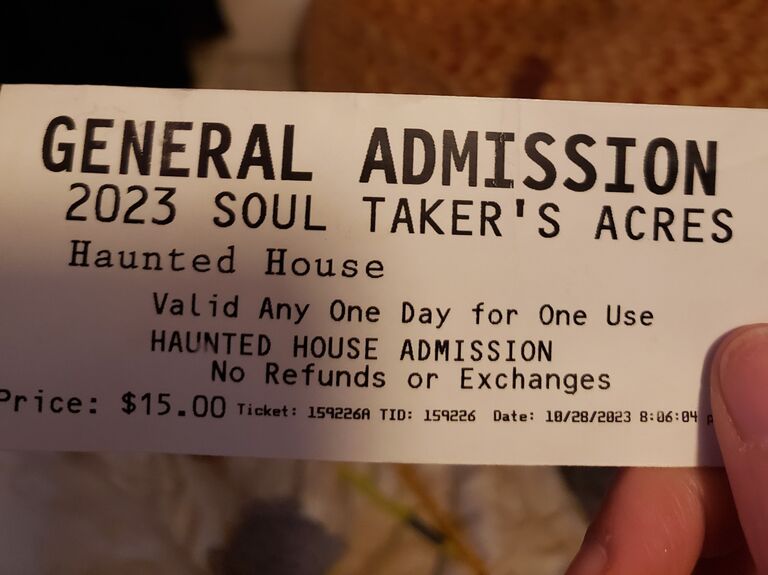 GENERAL ADMISSION
2023 SOUL TAKER'S ACRES
Haunted House
Valid Any One Day for One Use
HAUNTED HOUSE ADMISSION
No Refunds or Exchanges
Price: $15.00 Ticket: 159226A TID: 159226 Date: 10/28/2023 8:06:04 p